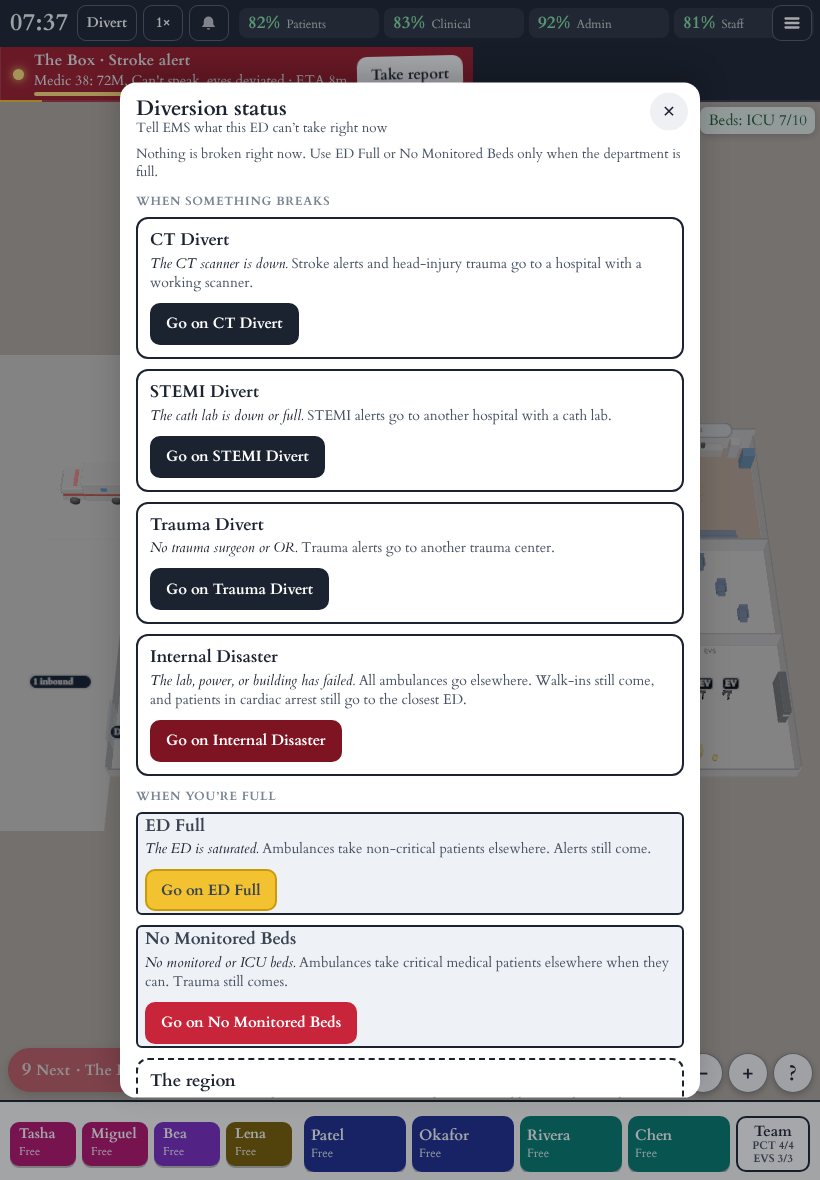 07:37
Divert
1×
82% Patients
83% Clinical
92% Admin
81% Staff
The Box · Stroke alert
Medic 38: 72M. Can't speak, eyes deviated · ETA 8m
Take report
Beds: ICU 7/10
Diversion status
Tell EMS what this ED can't take right now
Nothing is broken right now. Use ED Full or No Monitored Beds only when the department is
full.
WHEN SOMETHING BREAKS
CT Divert
The CT scanner is down. Stroke alerts and head-injury trauma go to a hospital with a
working scanner.
Go on CT Divert
STEMI Divert
The cath lab is down or full. STEMI alerts go to another hospital with a cath lab.
Go on STEMI Divert
Trauma Divert
No trauma surgeon or OR. Trauma alerts go to another trauma center.
Go on Trauma Divert
Internal Disaster
The lab, power, or building has failed. All ambulances go elsewhere. Walk-ins still come,
and patients in cardiac arrest still go to the closest ED.
Go on Internal Disaster
WHEN YOU'RE FULL
ED Full
The ED is saturated. Ambulances take non-critical patients elsewhere. Alerts still come.
Go on ED Full
No Monitored Beds
No monitored or ICU beds. Ambulances take critical medical patients elsewhere when they
can. Trauma still comes.
Go on No Monitored Beds
The region
1 inbound
EVS
EV
EV
9 Next · The
−
+
?
Tasha
Free
Miguel
Free
Bea
Free
Lena
Free
Patel
Free
Okafor
Free
Rivera
Free
Chen
Free
Team
PCT 4/4
EVS 3/3